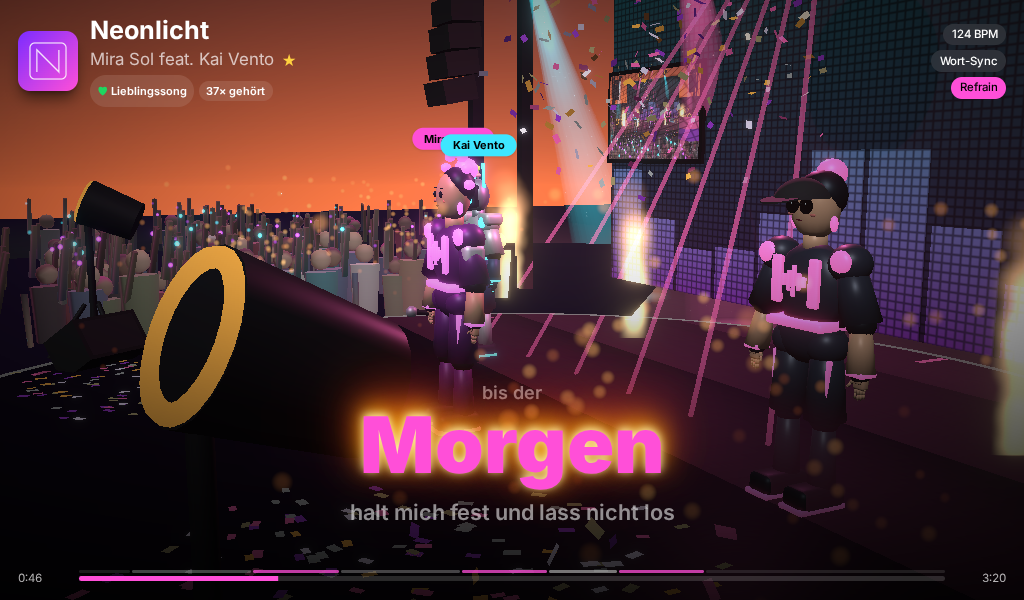 Neonlicht
Mira Sol feat. Kai Vento
Lieblingssong
37× gehört
124 BPM
Wort-Sync
Refrain
Kai Vento
bis der
Morgen
halt mich fest und lass nicht los
0:46
3:20